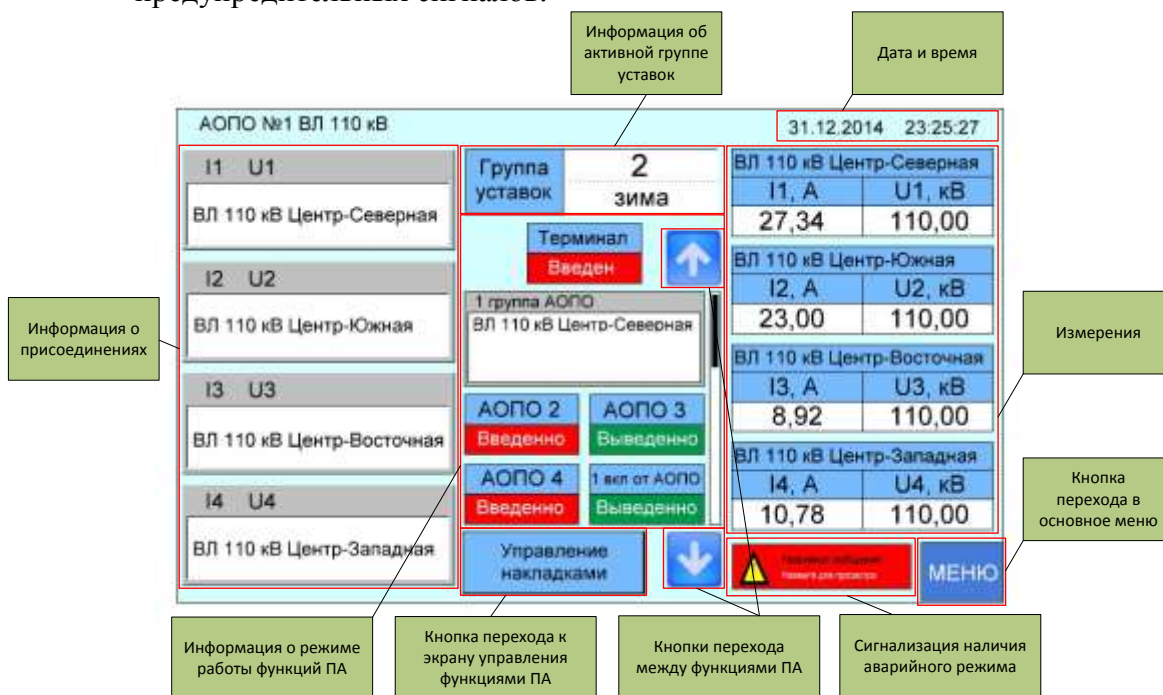 Информация об
активной группе
уставок
Дата и время
АОПО №1 ВЛ 110 кВ
31.12.2014 23:25:27
I1 U1
ВЛ 110 кВ Центр-Северная
I2 U2
ВЛ 110 кВ Центр-Южная
I3 U3
ВЛ 110 кВ Центр-Восточная
I4 U4
ВЛ 110 кВ Центр-Западная
Группа
уставок
2
зима
Терминал
Введен
1 группа АОПО
ВЛ 110 кВ Центр-Северная
АОПО 2 АОПО 3
Введенно Выведенно
АОПО 4 1 вкл от АОПО
Введенно Выведенно
Управление
накладками
ВЛ 110 кВ Центр-Северная
I1, А U1, кВ
27,34 110,00
ВЛ 110 кВ Центр-Южная
I2, А U2, кВ
23,00 110,00
ВЛ 110 кВ Центр-Восточная
I3, А U3, кВ
8,92 110,00
ВЛ 110 кВ Центр-Западная
I4, А U4, кВ
10,78 110,00
МЕНЮ
Информация о
присоединениях
Измерения
Кнопка
перехода в
основное меню
Информация о режиме
работы функций ПА
Кнопка перехода к
экрану управления
функциями ПА
Кнопки перехода
между функциями ПА
Сигнализация наличия
аварийного режима